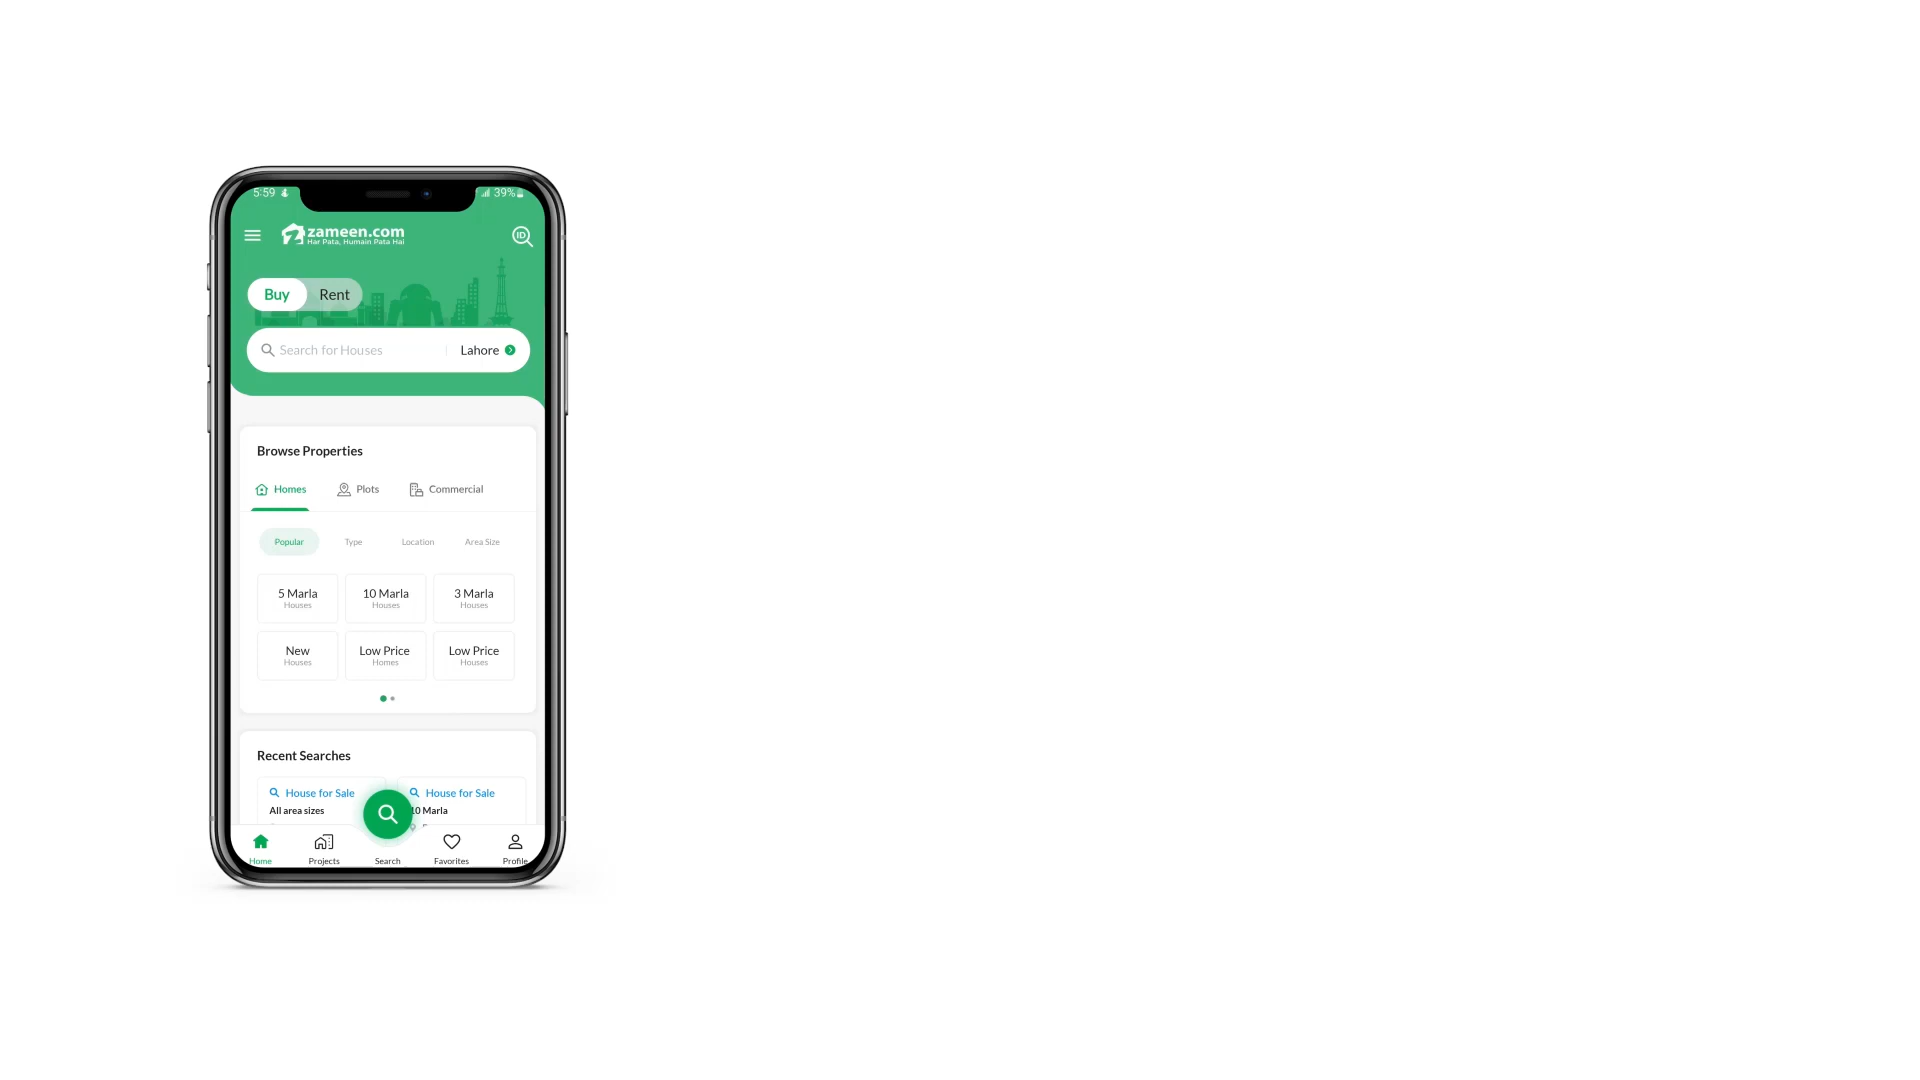 5:59
39%
zameen.com
Har Pata, Humain Pata Hai
ID
Buy Rent
Search for Houses Lahore
Browse Properties
Homes Plots Commercial
Popular Type Location Area Size
5 Marla 10 Marla 3 Marla
Houses Houses Houses
New Low Price Low Price
Houses Homes Houses
Recent Searches
House for Sale House for Sale
All area sizes 10 Marla
Home Projects Search Favorites Profile